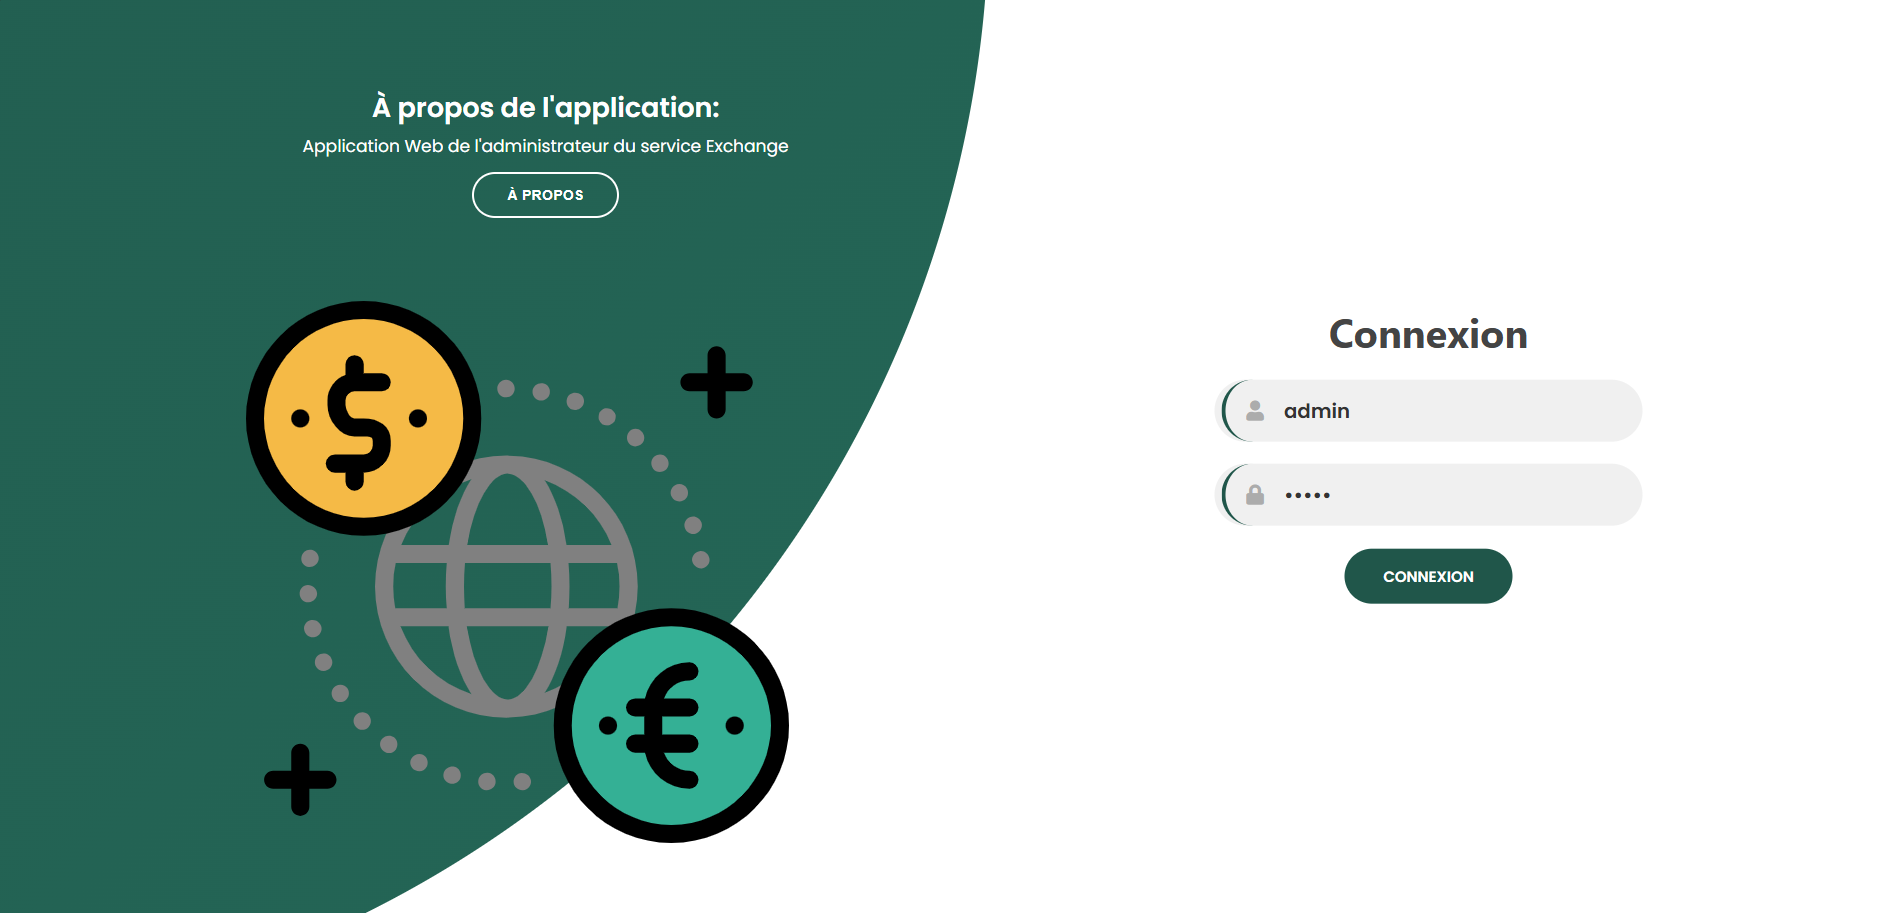 À propos de l'application:
Application Web de l'administrateur du service Exchange
À PROPOS
Connexion
admin
•••••
CONNEXION